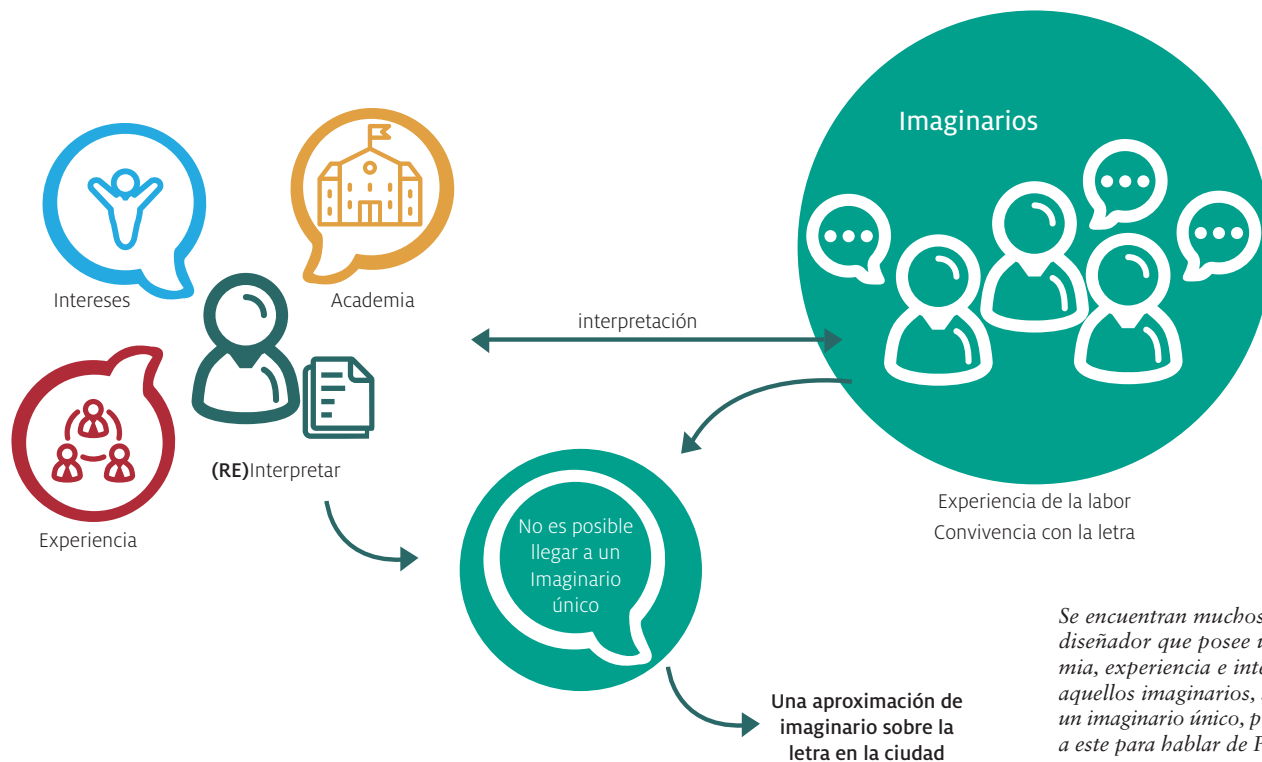 Imaginarios
Intereses
Academia
interpretación
(RE)Interpretar
Experiencia
Experiencia de la labor
Convivencia con la letra
No es posible
llegar a un
Imaginario
único
Una aproximación de
imaginario sobre la
letra en la ciudad
Se encuentran muchos
diseñador que posee
mia, experiencia e
aquellos imaginarios,
un imaginario único,
a este para hablar de